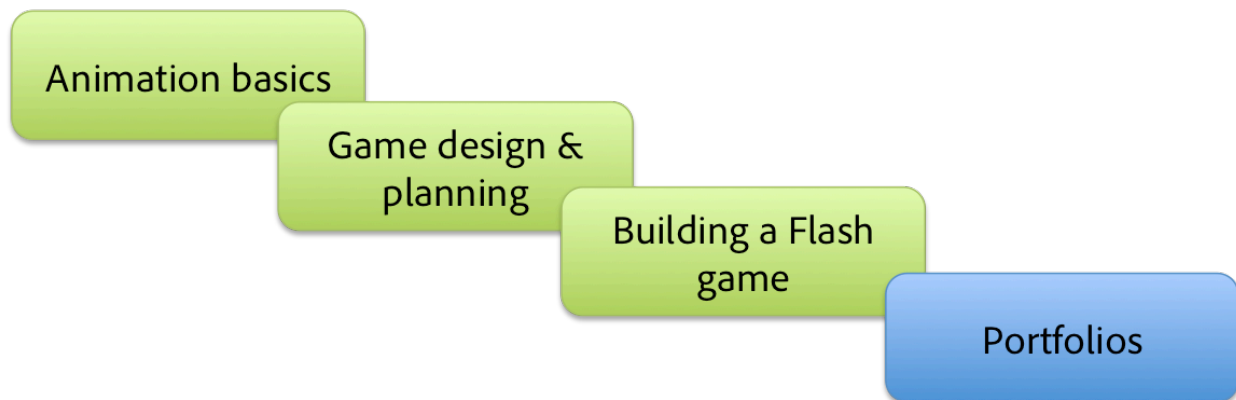 Animation basics
Game design &
planning
Building a Flash
game
Portfolios